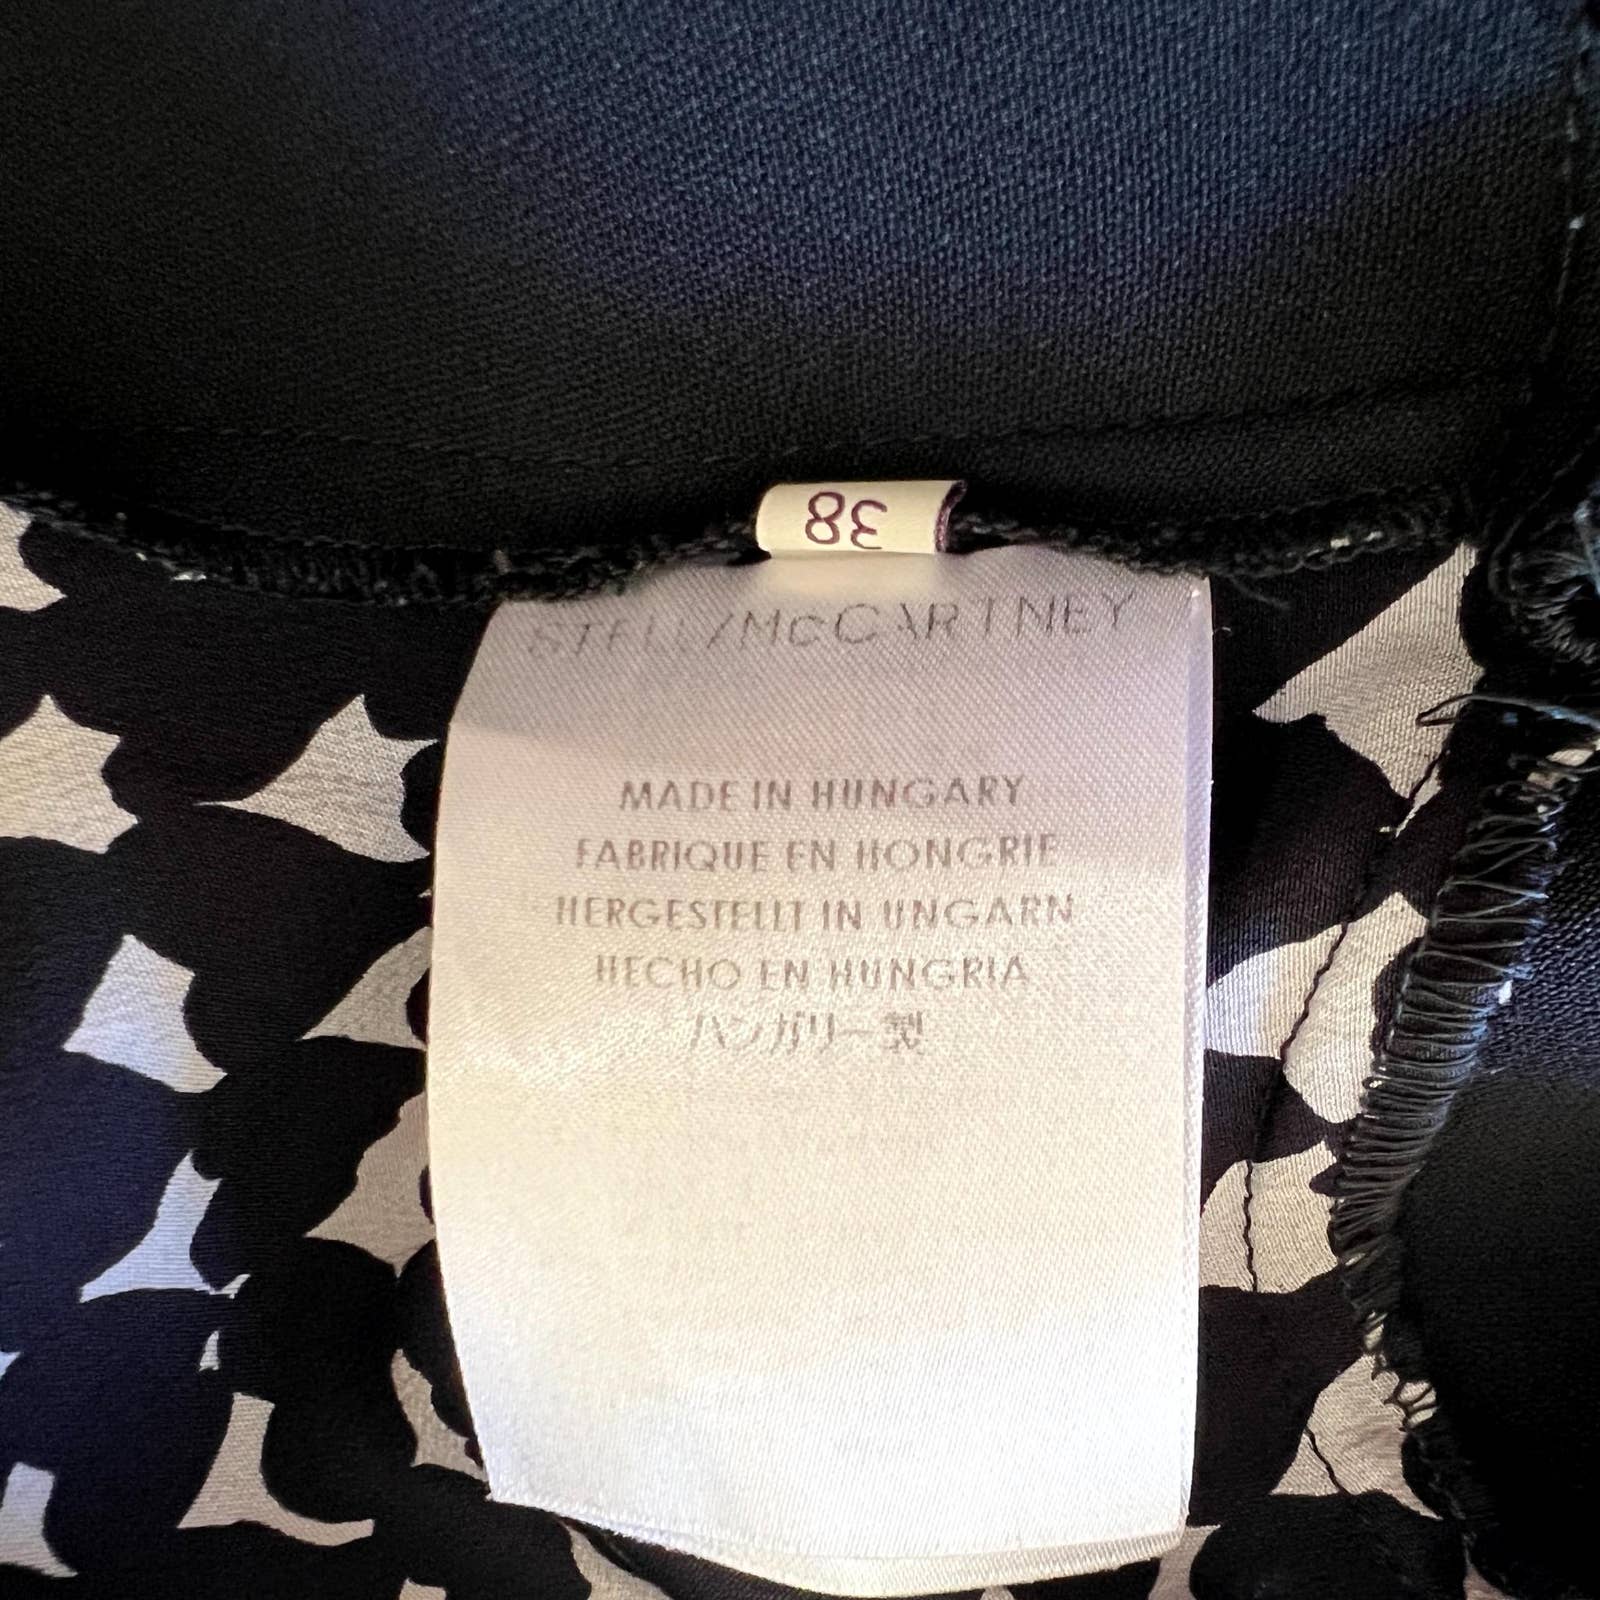 38
STELLA McCARTNEY
MADE IN HUNGARY
FABRIQUE EN HONGRIE
HERGESTELLT IN UNGARN
HECHO EN HUNGRIA
ハンガリー製